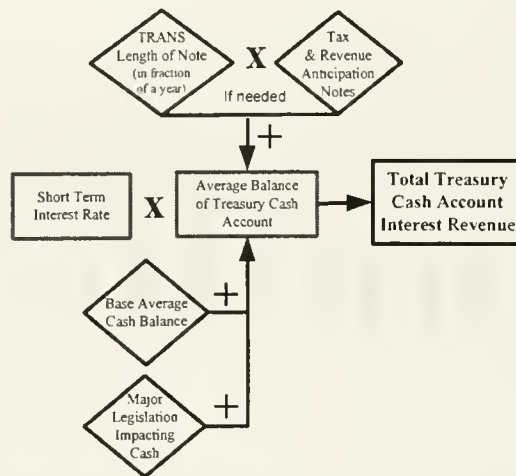 TRANS
Length of Note
(in fraction
of a year)
X
Tax
& Revenue
Anticipation
Notes
If needed
+
Short Term
Interest Rate
X
Average Balance
of Treasury Cash
Account
Total Treasury
Cash Account
Interest Revenue
Base Average
Cash Balance
+
Major
Legislation
Impacting
Cash
+